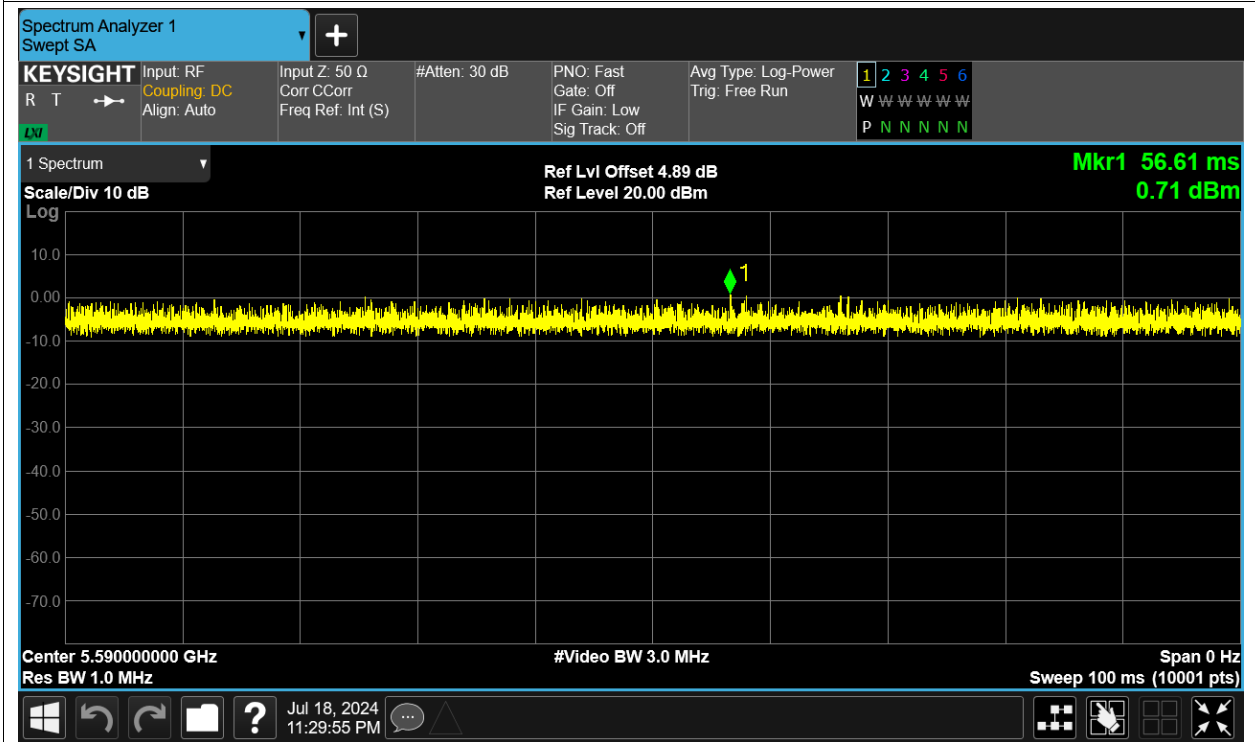 Spectrum Analyzer 1
Swept SA
KEYSIGHT
R T
LXI
Input: RF
Coupling: DC
Align: Auto
Input Z: 50 Ω
Corr CCorr
Freq Ref: Int (S)
#Atten: 30 dB
PNO: Fast
Gate: Off
IF Gain: Low
Sig Track: Off
Avg Type: Log-Power
Trig: Free Run
1 2 3 4 5 6
W W W W W W
P N N N N N
1 Spectrum
Scale/Div 10 dB
Log
Ref Lvl Offset 4.89 dB
Ref Level 20.00 dBm
Mkr1 56.61 ms
0.71 dBm
10.0
0.00
-10.0
-20.0
-30.0
-40.0
-50.0
-60.0
-70.0
1
Center 5.590000000 GHz
Res BW 1.0 MHz
#Video BW 3.0 MHz
Span 0 Hz
Sweep 100 ms (10001 pts)
?
Jul 18, 2024
11:29:55 PM